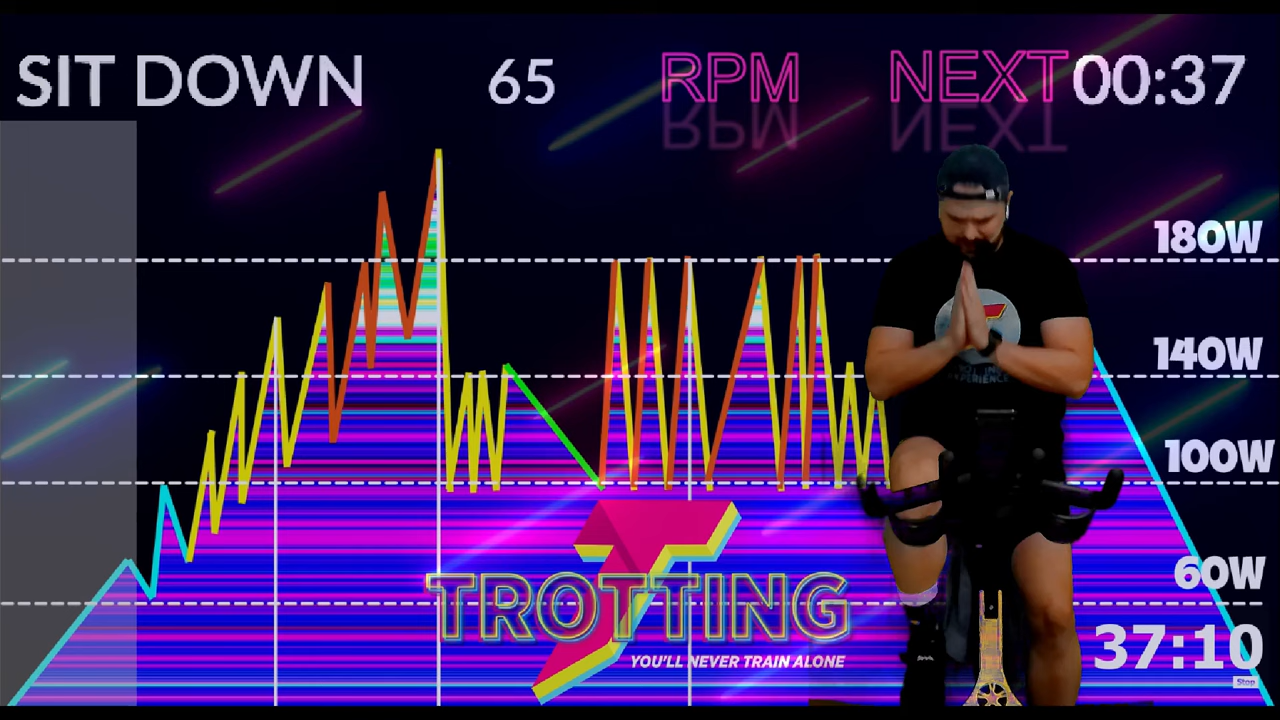 SIT DOWN 65 RPM NEXT 00:37
180W
140W
100W
60W
TROTTING
YOU'LL NEVER TRAIN ALONE
37:10
Stop